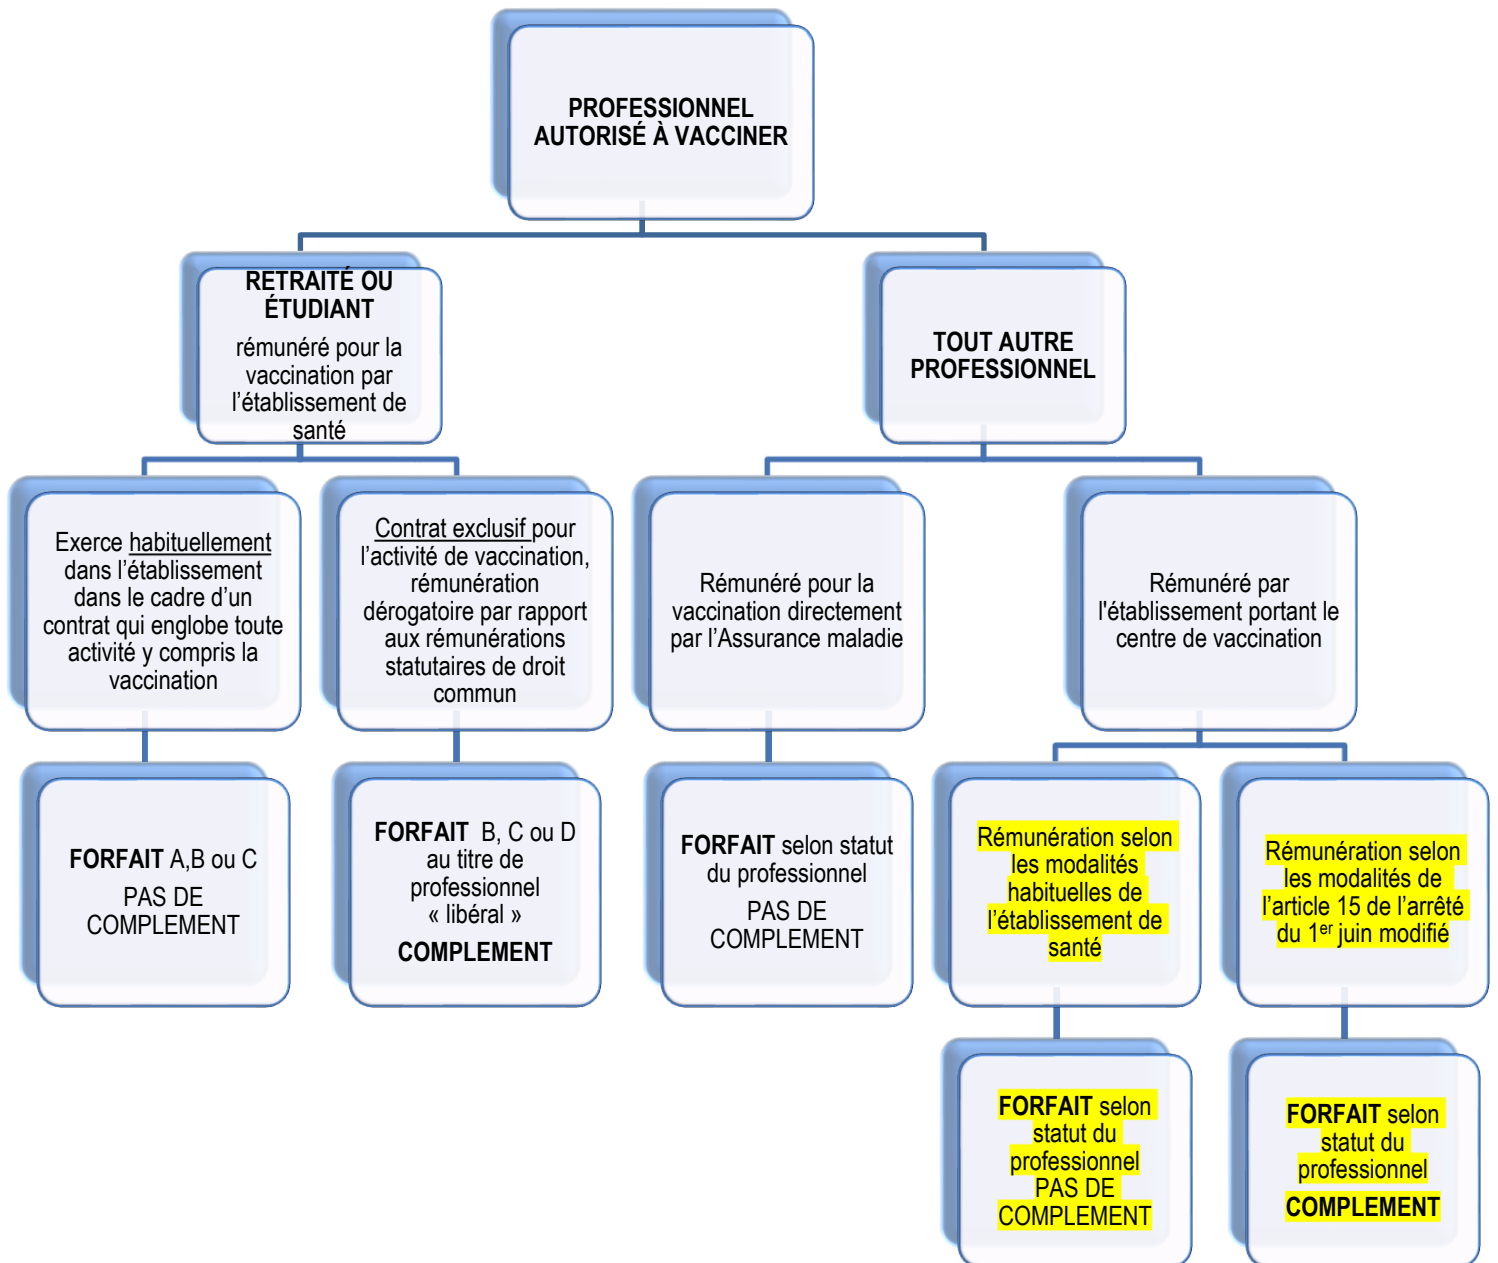 PROFESSIONNEL
AUTORISÉ À VACCINER
RETRAITÉ OU
ÉTUDIANT
rémunéré pour la
vaccination par
l’établissement de
santé
TOUT AUTRE
PROFESSIONNEL
Exerce habituellement
dans l’établissement
dans le cadre d’un
contrat qui englobe toute
activité y compris la
vaccination
Contrat exclusif pour
l’activité de vaccination,
rémunération
dérogatoire par rapport
aux rémunérations
statutaires de droit
commun
Rémunéré pour la
vaccination directement
par l’Assurance maladie
Rémunéré par
l'établissement portant le
centre de vaccination
FORFAIT A,B ou C
PAS DE
COMPLEMENT
FORFAIT B, C ou D
au titre de
professionnel
« libéral »
COMPLEMENT
FORFAIT selon statut
du professionnel
PAS DE
COMPLEMENT
Rémunération selon
les modalités
habituelles de
l’établissement de
santé
Rémunération selon
les modalités de
l’article 15 de l’arrêté
du 1er juin modifié
FORFAIT selon
statut du
professionnel
PAS DE
COMPLEMENT
FORFAIT selon
statut du
professionnel
COMPLEMENT